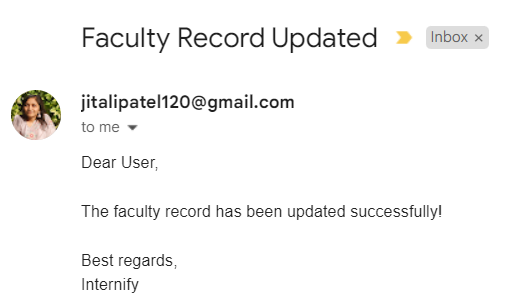 Faculty Record Updated Inbox ×
jitalipatel120@gmail.com
to me
Dear User,
The faculty record has been updated successfully!
Best regards,
Internify